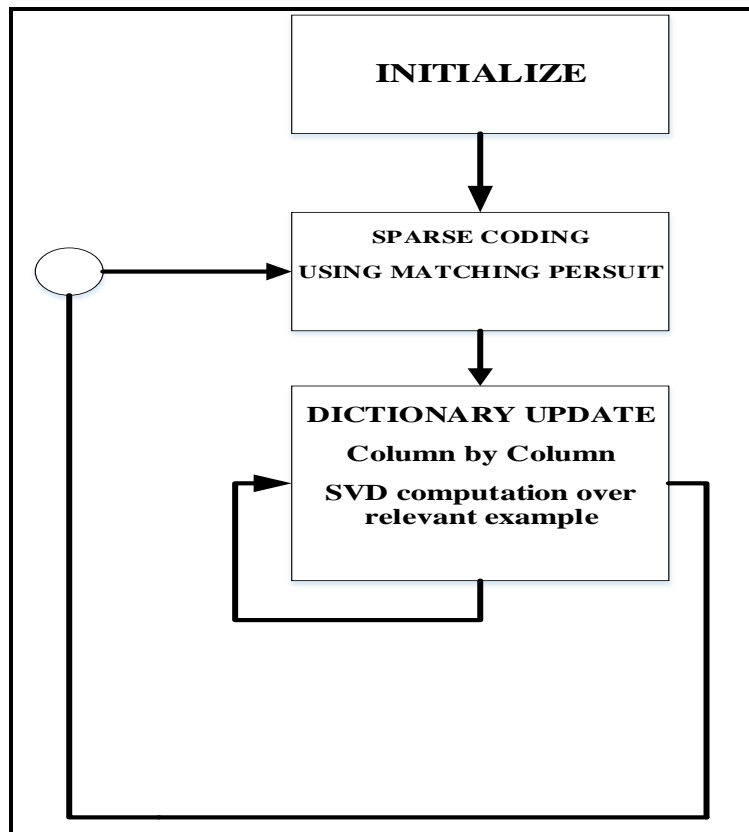 INITIALIZE
SPARSE CODING
USING MATCHING PERSUIT
DICTIONARY UPDATE
Column by Column
SVD computation over
relevant example